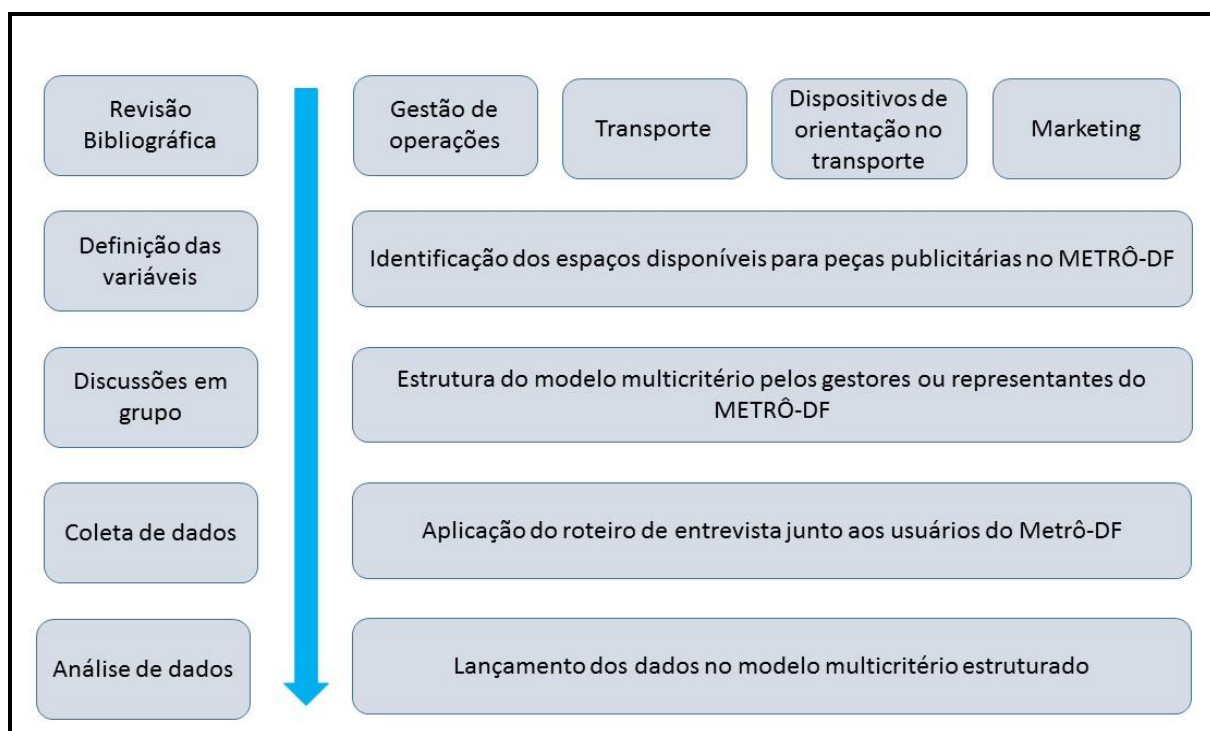 Revisão
Bibliográfica
Gestão de
operações
Transporte
Dispositivos de
orientação no
transporte
Marketing
Definição das
variáveis
Identificação dos espaços disponíveis para peças publicitárias no METRÔ-DF
Discussões em
grupo
Estrutura do modelo multicritério pelos gestores ou representantes do
METRÔ-DF
Coleta de dados
Aplicação do roteiro de entrevista junto aos usuários do Metrô-DF
Análise de dados
Lançamento dos dados no modelo multicritério estruturado